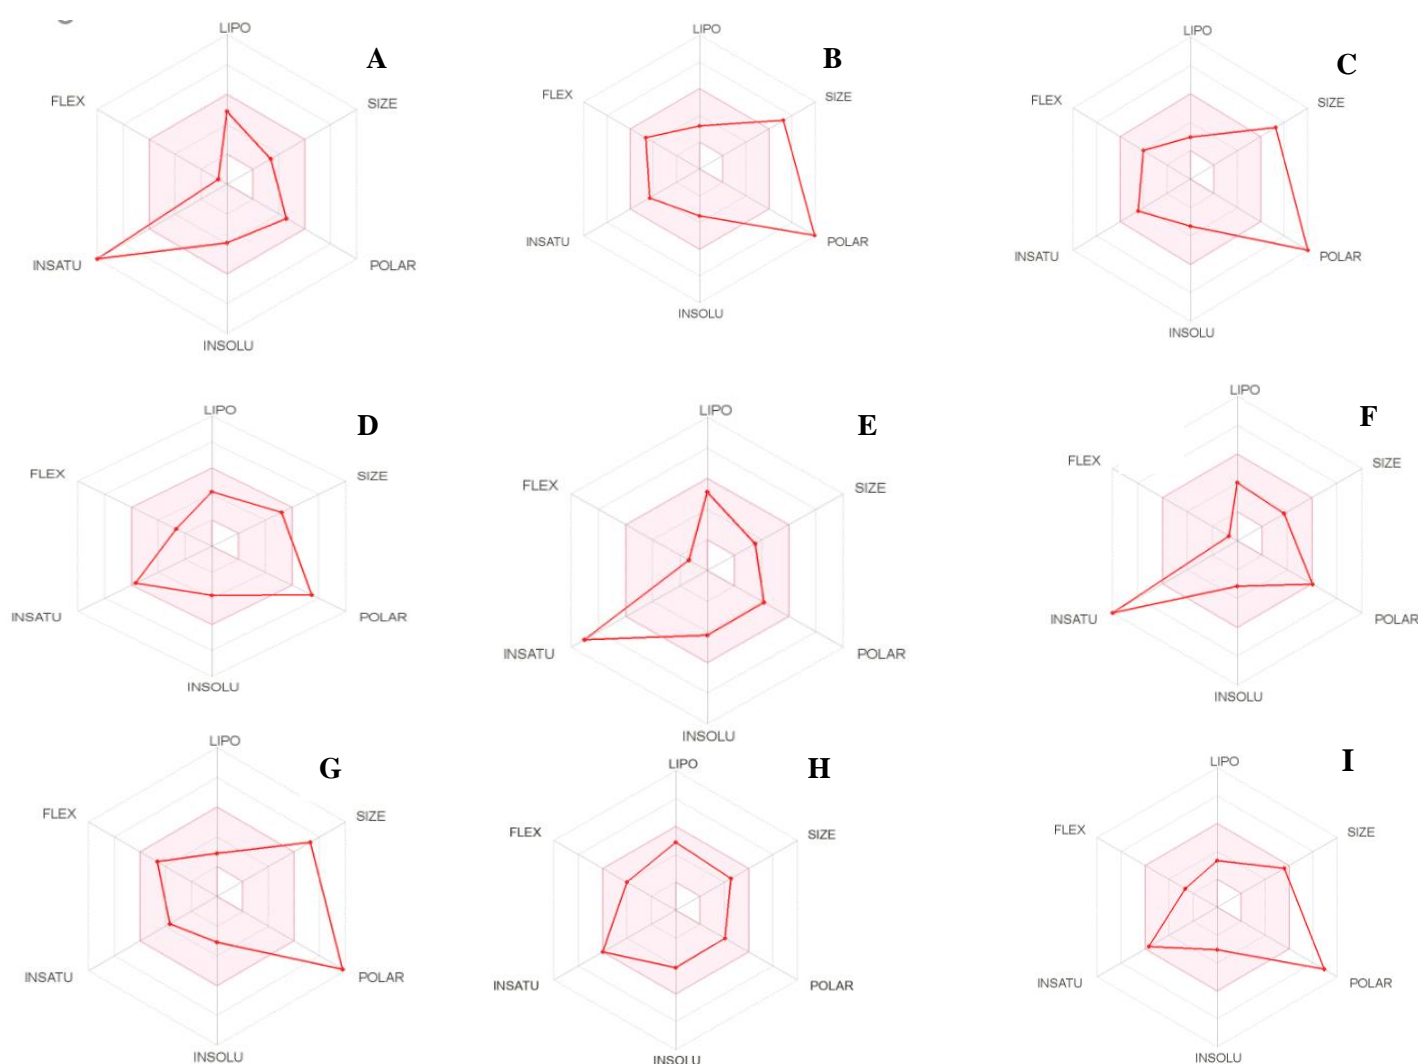 LIPO
A
FLEX
SIZE
INSATU
POLAR
INSOLU
LIPO
B
FLEX
SIZE
INSATU
POLAR
INSOLU
LIPO
C
FLEX
SIZE
INSATU
POLAR
INSOLU
LIPO
D
FLEX
SIZE
INSATU
POLAR
INSOLU
LIPO
E
FLEX
SIZE
INSATU
POLAR
INSOLU
LIPO
F
FLEX
SIZE
INSATU
POLAR
INSOLU
LIPO
G
FLEX
SIZE
INSATU
POLAR
INSOLU
LIPO
H
FLEX
SIZE
INSATU
POLAR
INSOLU
LIPO
I
FLEX
SIZE
INSATU
POLAR
INSOLU